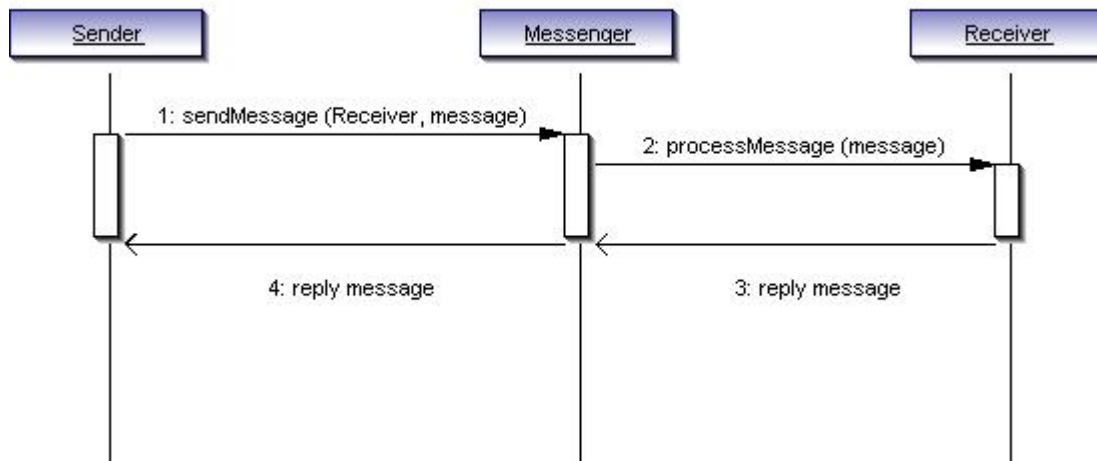 Sender
Messenger
Receiver
1: sendMessage (Receiver, message)
2: processMessage (message)
4: reply message
3: reply message